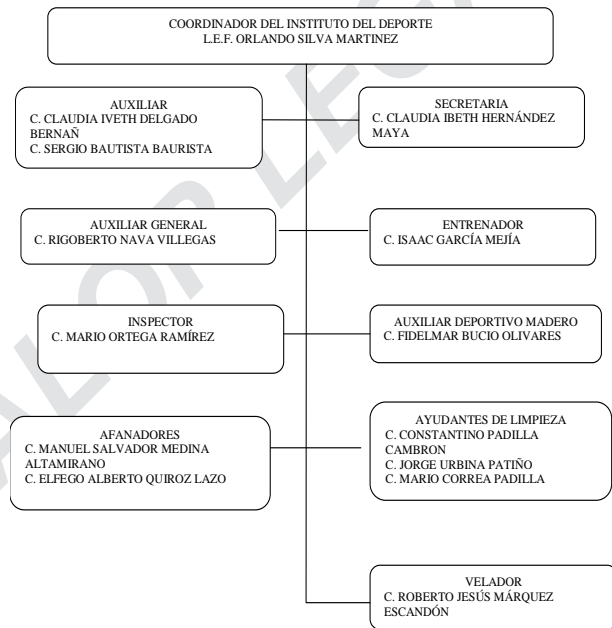 COORDINADOR DEL INSTITUTO DEL DEPORTE
L.E.F. ORLANDO SILVA MARTINEZ
AUXILIAR
C. CLAUDIA IVETH DELGADO
BERNAÑ
C. SERGIO BAUTISTA BAURISTA
SECRETARIA
C. CLAUDIA IBETH HERNÁNDEZ
MAYA
AUXILIAR GENERAL
C. RIGOBERTO NAVA VILLEGAS
ENTRENADOR
C. ISAAC GARCÍA MEJÍA
INSPECTOR
C. MARIO ORTEGA RAMÍREZ
AUXILIAR DEPORTIVO MADERO
C. FIDELMAR BUCIO OLIVARES
AFANADORES
C. MANUEL SALVADOR MEDINA
ALTAMIRANO
C. ELFEGO ALBERTO QUIROZ LAZO
AYUDANTES DE LIMPIEZA
C. CONSTANTINO PADILLA
CAMBRON
C. JORGE URBINA PATIÑO
C. MARIO CORREA PADILLA
VELADOR
C. ROBERTO JESÚS MÁRQUEZ
ESCANDÓN